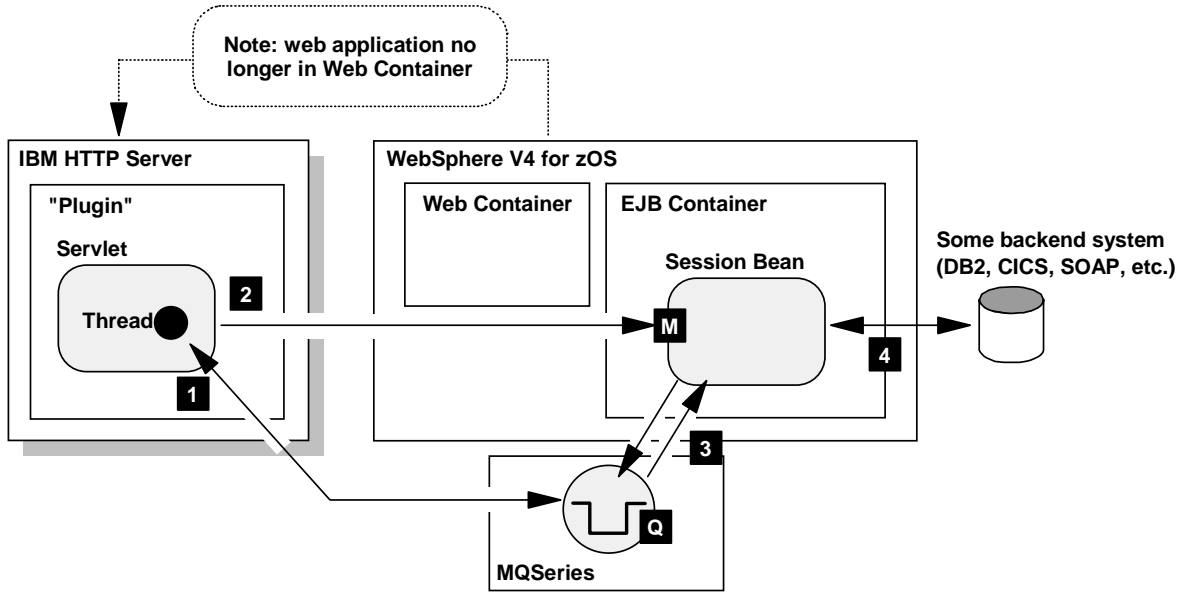 Note: web application no
longer in Web Container
IBM HTTP Server
"Plugin"
Servlet
Thread
1
2
WebSphere V4 for zOS
Web Container
EJB Container
Session Bean
M
4
3
Some backend system
(DB2, CICS, SOAP, etc.)
Q
MQSeries